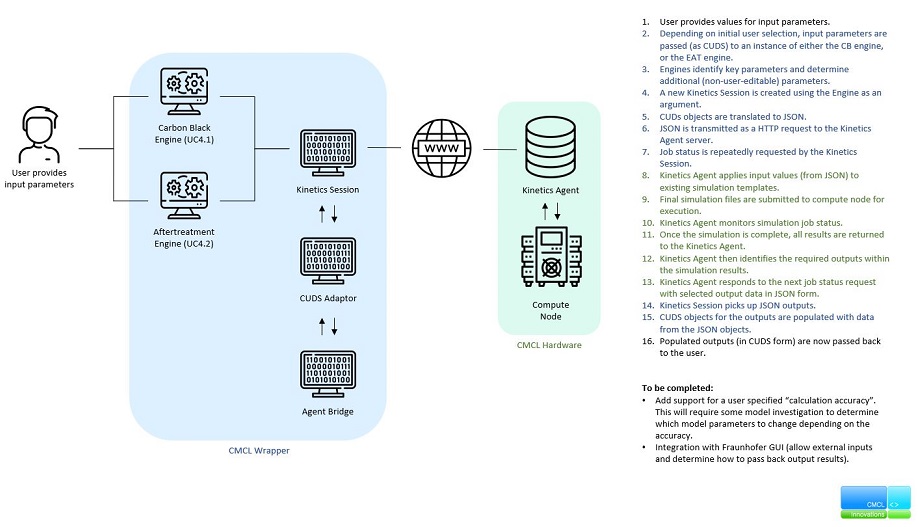 User provides
input parameters
Carbon Black
Engine (UC4.1)
Aftertreatment
Engine (UC4.2)
1100101001
0000010111
1101001011
0101010100
Kinetics Session
CUDS Adaptor
Agent Bridge
CMCL Wrapper
WWW
Kinetics Agent
Compute
Node
CMCL Hardware
1. User provides values for input parameters.
2. Depending on initial user selection, input parameters are
passed (as CUDS) to an instance of either the CB engine,
or the EAT engine.
3. Engines identify key parameters and determine
additional (non-user-editable) parameters.
4. A new Kinetics Session is created using the Engine as an
argument.
5. CUDs objects are translated to JSON.
6. JSON is transmitted as a HTTP request to the Kinetics
Agent server.
7. Job status is repeatedly requested by the Kinetics
Session.
8. Kinetics Agent applies input values (from JSON) to
existing simulation templates.
9. Final simulation files are submitted to compute node for
execution.
10. Kinetics Agent monitors simulation job status.
11. Once the simulation is complete, all results are returned
to the Kinetics Agent.
12. Kinetics Agent then identifies the required outputs within
the simulation results.
13. Kinetics Agent responds to the next job status request
with selected output data in JSON form.
14. Kinetics Session picks up JSON outputs.
15. CUDS objects for the outputs are populated with data
from the JSON objects.
16. Populated outputs (in CUDS form) are now passed back
to the user.
To be completed:
• Add support for a user specified “calculation accuracy”.
This will require some model investigation to determine
which model parameters to change depending on the
accuracy.
• Integration with Fraunhofer GUI (allow external inputs
and determine how to pass back output results).
CMCL <>
Innovations